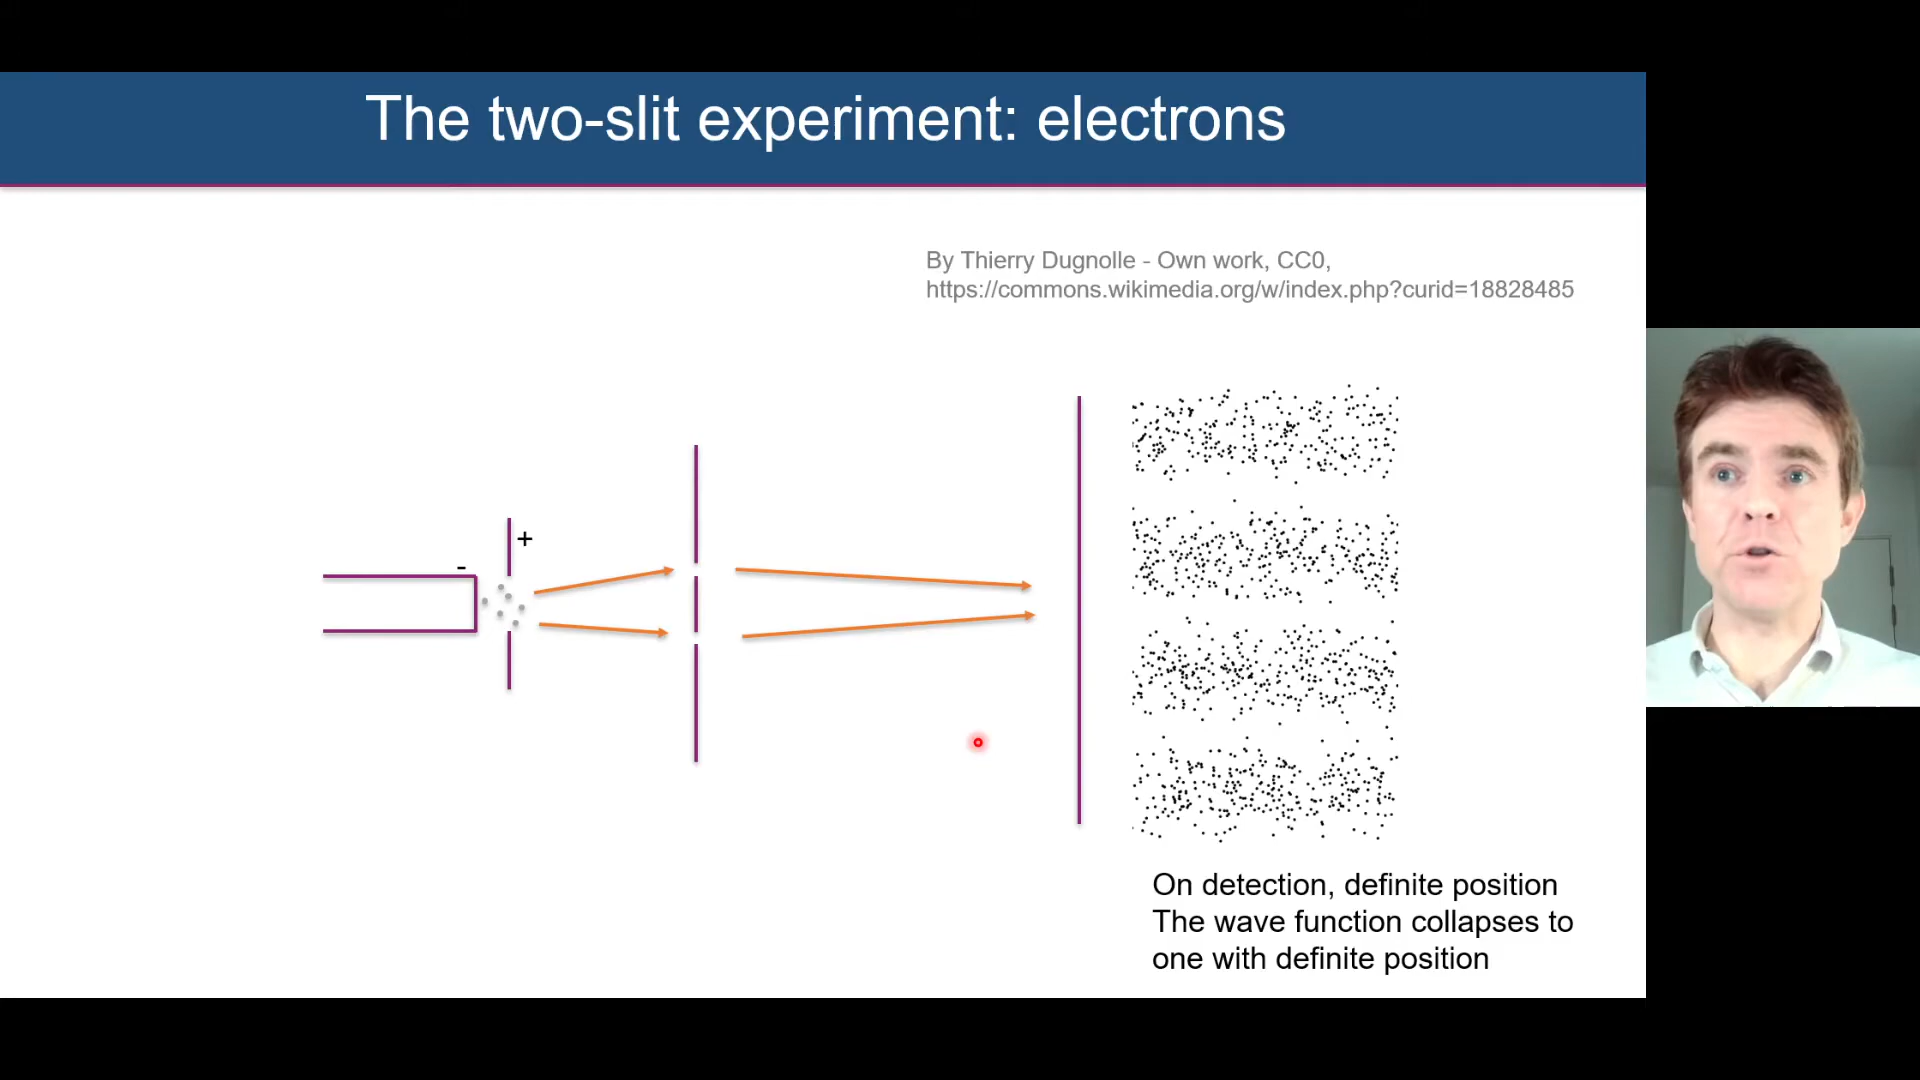 The two-slit experiment: electrons
By Thierry Dugnolle - Own work, CC0,
https://commons.wikimedia.org/w/index.php?curid=18828485
+
-
On detection, definite position
The wave function collapses to
one with definite position